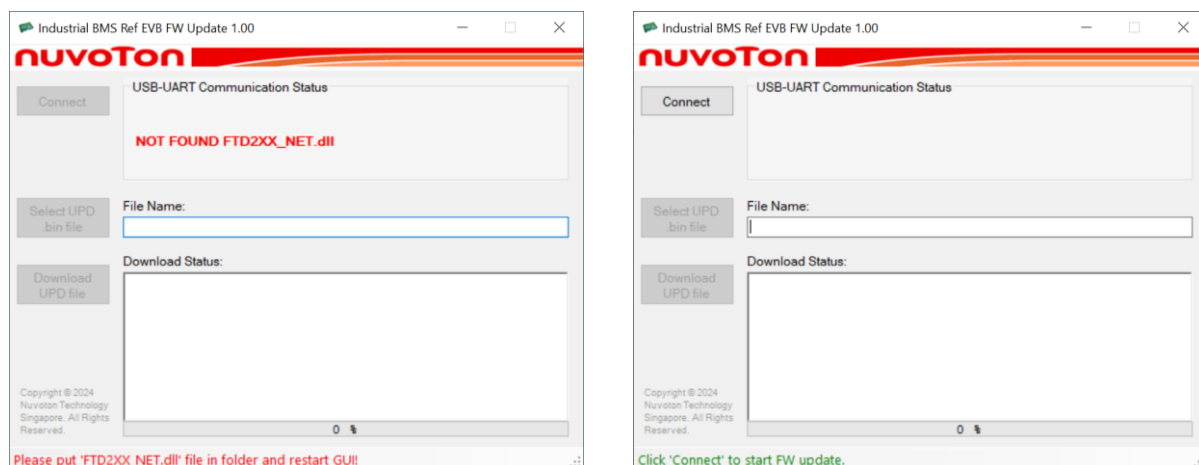 Industrial BMS Ref EVB FW Update 1.00
nuvoTon
Connect
USB-UART Communication Status
NOT FOUND FTD2XX_NET.dll
Select UPD
.bin file
File Name:
Download
UPD file
Download Status:
Copyright © 2024
Nuvoton Technology
Singapore. All Rights
Reserved.
0 %
Please put 'FTD2XX_NET.dll' file in folder and restart GUI!
Industrial BMS Ref EVB FW Update 1.00
nuvoTon
Connect
USB-UART Communication Status
Select UPD
.bin file
File Name:
Download
UPD file
Download Status:
Copyright © 2024
Nuvoton Technology
Singapore. All Rights
Reserved.
0 %
Click 'Connect' to start FW update.